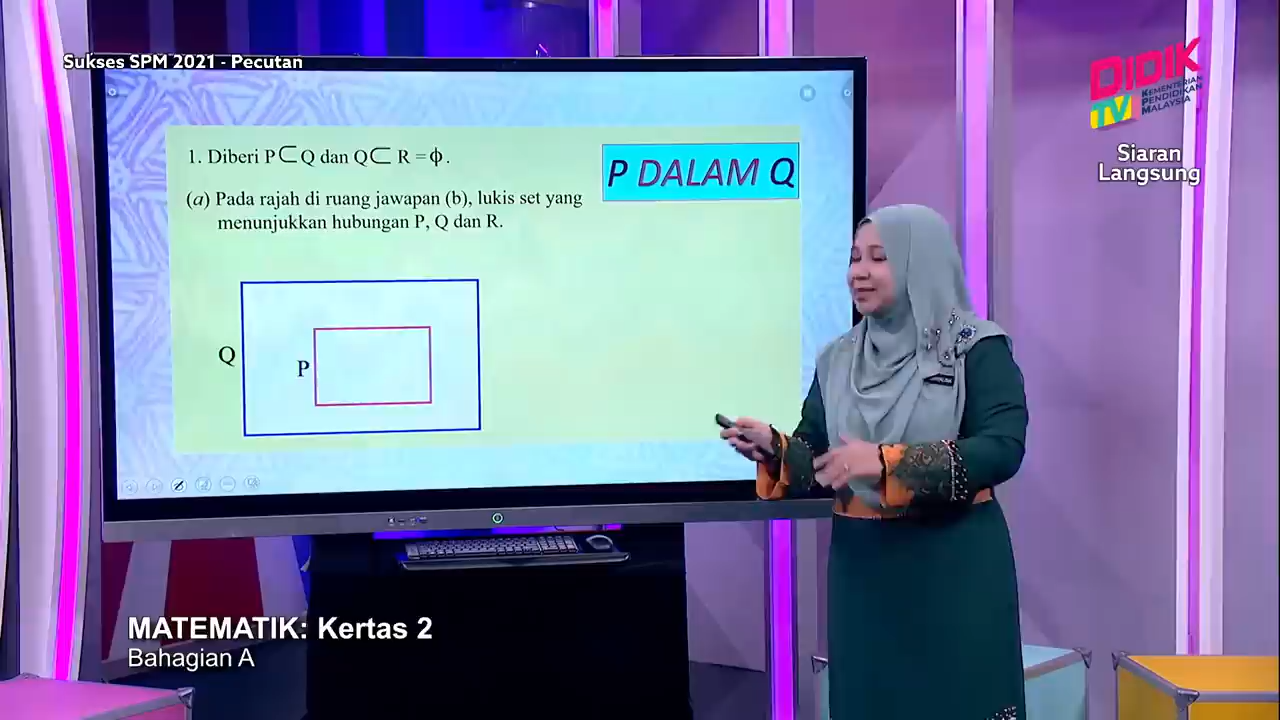 Sukses SPM 2021 - Pecutan
DIDIK
TV
KEMENTERIAN
PENDIDIKAN
MALAYSIA
Siaran
Langsung
1. Diberi P⊂Q dan Q⊂ R = ϕ.
P DALAM Q
(a) Pada rajah di ruang jawapan (b), lukis set yang
menunjukkan hubungan P, Q dan R.
Q
P
MATEMATIK: Kertas 2
Bahagian A